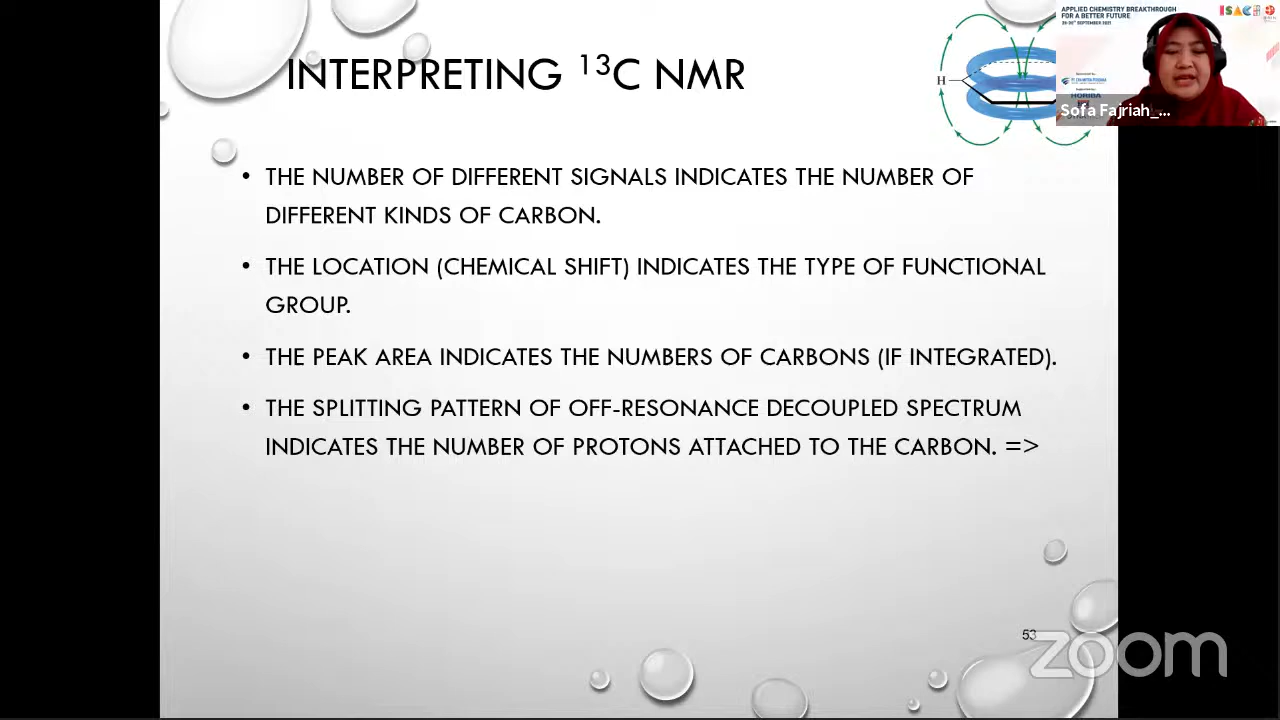 INTERPRETING ¹³C NMR
APPLIED CHEMISTRY BREAKTHROUGH
FOR A BETTER FUTURE
ISAC
H
HORIBA
Sofa Fajriah_...
• THE NUMBER OF DIFFERENT SIGNALS INDICATES THE NUMBER OF
DIFFERENT KINDS OF CARBON.
• THE LOCATION (CHEMICAL SHIFT) INDICATES THE TYPE OF FUNCTIONAL
GROUP.
• THE PEAK AREA INDICATES THE NUMBERS OF CARBONS (IF INTEGRATED).
• THE SPLITTING PATTERN OF OFF-RESONANCE DECOUPLED SPECTRUM
INDICATES THE NUMBER OF PROTONS ATTACHED TO THE CARBON. =>
53
zoom